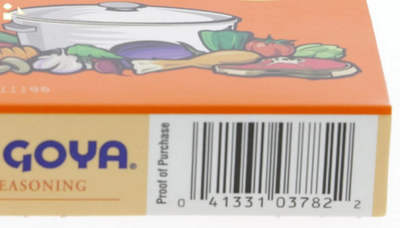 GOYA®
EASONING
Proof of Purchase
0 41331 03782 2